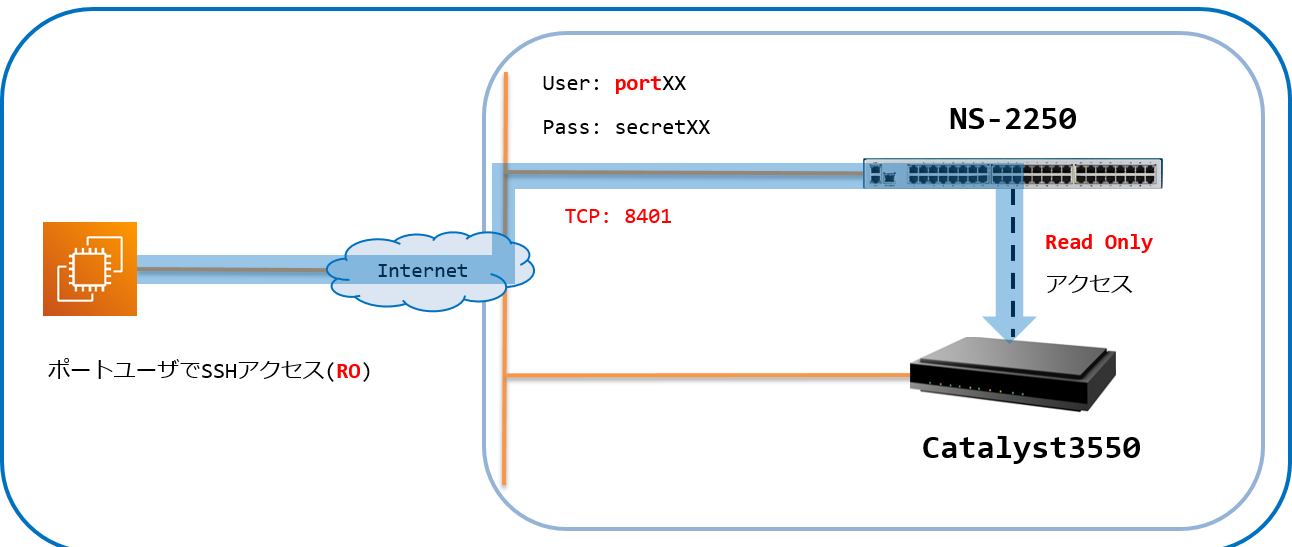 User: portXX
Pass: secretXX
NS-2250
TCP: 8401
Internet
Read Only
アクセス
ポートユーザでSSHアクセス(RO)
Catalyst3550